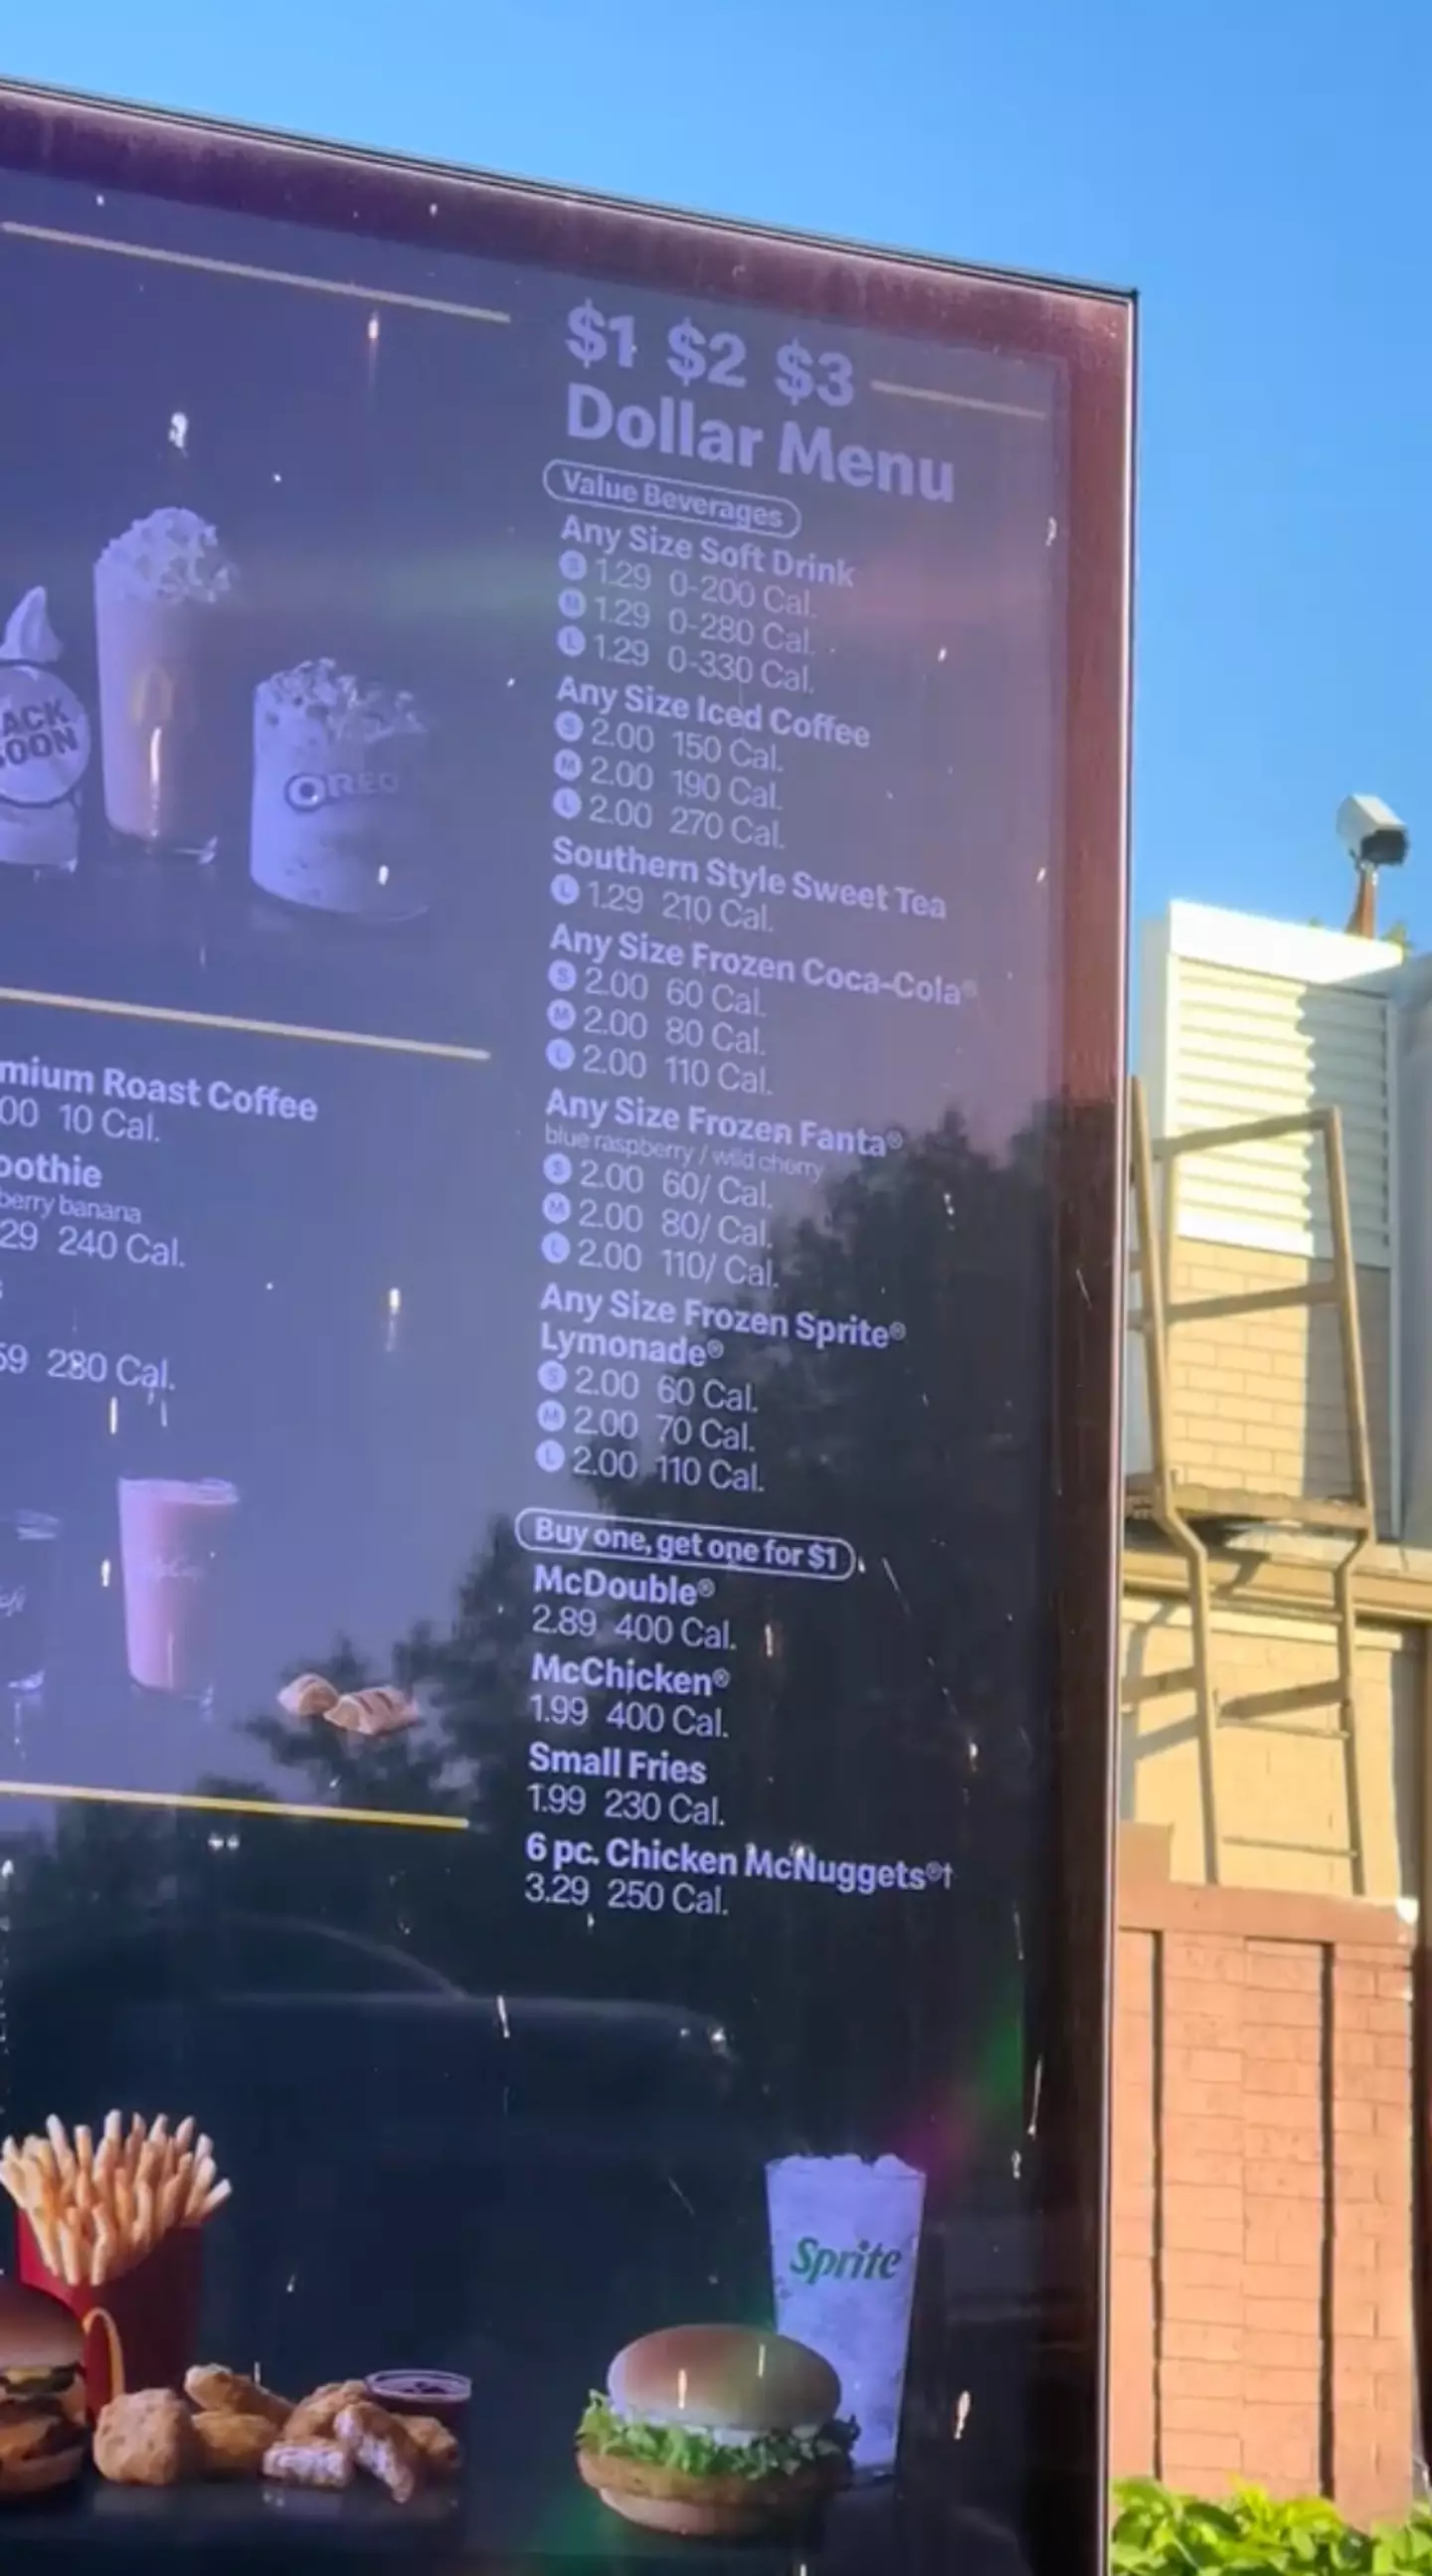 ACK
OON
OREO
mium Roast Coffee
00 10 Cal.
oothie
berry banana
29 240 Cal.
59 280 Cal.
$1 $2 $3
Dollar Menu
Value Beverages
Any Size Soft Drink
S 1.29 0-200 Cal.
M 1.29 0-280 Cal.
L 1.29 0-330 Cal.
Any Size Iced Coffee
S 2.00 150 Cal.
M 2.00 190 Cal.
L 2.00 270 Cal.
Southern Style Sweet Tea
L 1.29 210 Cal.
Any Size Frozen Coca-Cola®
S 2.00 60 Cal.
M 2.00 80 Cal.
L 2.00 110 Cal.
Any Size Frozen Fanta®
blue raspberry / wild cherry
S 2.00 60/ Cal.
M 2.00 80/ Cal.
L 2.00 110/ Cal.
Any Size Frozen Sprite®
Lymonade®
S 2.00 60 Cal.
M 2.00 70 Cal.
L 2.00 110 Cal.
Buy one, get one for $1
McDouble®
2.89 400 Cal.
McChicken®
1.99 400 Cal.
Small Fries
1.99 230 Cal.
6 pc. Chicken McNuggets®†
3.29 250 Cal.
Sprite